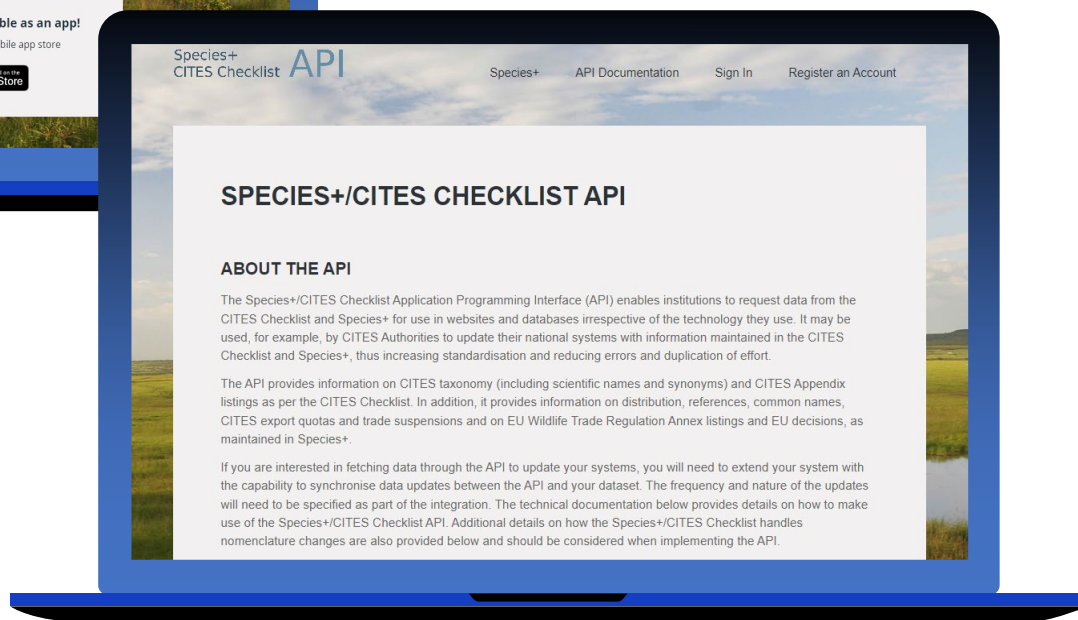 ble as an app!
bile app store
on the
Store
Species+
CITES Checklist API
Species+ API Documentation Sign In Register an Account
SPECIES+/CITES CHECKLIST API
ABOUT THE API
The Species+/CITES Checklist Application Programming Interface (API) enables institutions to request data from the
CITES Checklist and Species+ for use in websites and databases irrespective of the technology they use. It may be
used, for example, by CITES Authorities to update their national systems with information maintained in the CITES
Checklist and Species+, thus increasing standardisation and reducing errors and duplication of effort.
The API provides information on CITES taxonomy (including scientific names and synonyms) and CITES Appendix
listings as per the CITES Checklist. In addition, it provides information on distribution, references, common names,
CITES export quotas and trade suspensions and on EU Wildlife Trade Regulation Annex listings and EU decisions, as
maintained in Species+.
If you are interested in fetching data through the API to update your systems, you will need to extend your system with
the capability to synchronise data updates between the API and your dataset. The frequency and nature of the updates
will need to be specified as part of the integration. The technical documentation below provides details on how to make
use of the Species+/CITES Checklist API. Additional details on how the Species+/CITES Checklist handles
nomenclature changes are also provided below and should be considered when implementing the API.